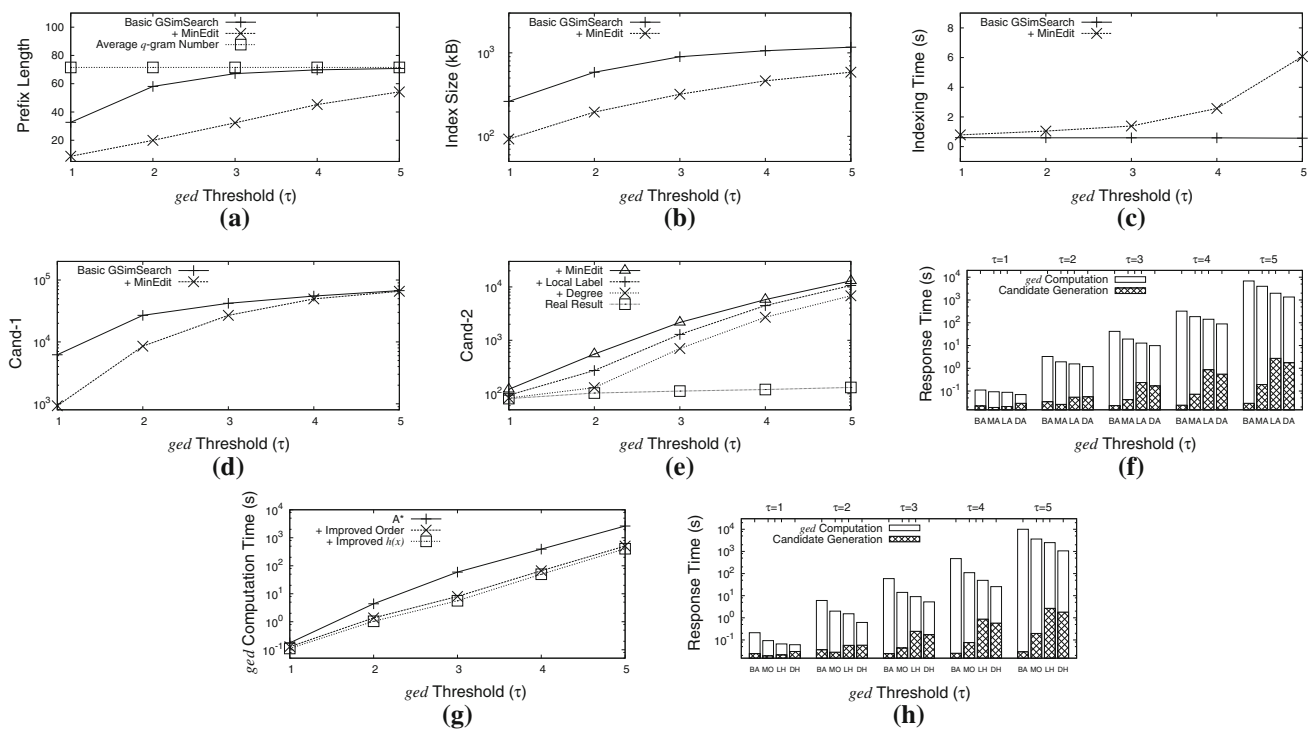 Prefix Length
100
80
60
40
20
Basic GSimSearch
+ MinEdit
Average q-gram Number
1 2 3 4 5
ged Threshold (τ)
(a)
Index Size (kB)
10^3
10^2
Basic GSimSearch
+ MinEdit
1 2 3 4 5
ged Threshold (τ)
(b)
Indexing Time (s)
8
6
4
2
0
Basic GSimSearch
+ MinEdit
1 2 3 4 5
ged Threshold (τ)
(c)
Cand-1
10^5
10^4
10^3
Basic GSimSearch
+ MinEdit
1 2 3 4 5
ged Threshold (τ)
(d)
Cand-2
10^4
10^3
10^2
+ MinEdit
+ Local Label
+ Degree
Real Result
1 2 3 4 5
ged Threshold (τ)
(e)
τ=1 τ=2 τ=3 τ=4 τ=5
Response Time (s)
10^4
10^3
10^2
10^1
10^0
10^-1
ged Computation
Candidate Generation
BA MA LA DA BA MA LA DA BA MA LA DA BA MA LA DA BA MA LA DA
ged Threshold (τ)
(f)
ged Computation Time (s)
10^4
10^3
10^2
10^1
10^0
10^-1
A*
+ Improved Order
+ Improved h(x)
1 2 3 4 5
ged Threshold (τ)
(g)
τ=1 τ=2 τ=3 τ=4 τ=5
Response Time (s)
10^4
10^3
10^2
10^1
10^0
10^-1
ged Computation
Candidate Generation
BA MO LH DH BA MO LH DH BA MO LH DH BA MO LH DH BA MO LH DH
ged Threshold (τ)
(h)